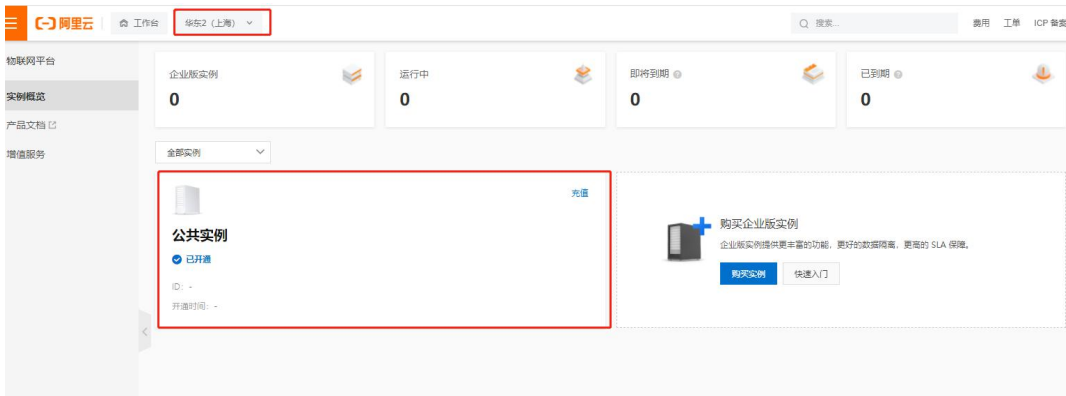 阿里云 工作台 华东2（上海） 搜索... 费用 工单 ICP 备案
物联网平台
实例概览
产品文档
增值服务
企业版实例
0
运行中
0
即将到期
0
已到期
0
全部实例
充值
公共实例
已开通
ID: -
开通时间: -
购买企业版实例
企业版实例提供更丰富的功能，更好的数据隔离，更高的 SLA 保障。
购买实例 快速入门